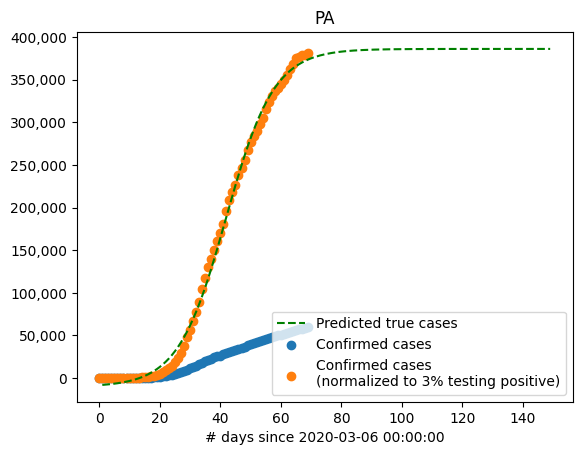 PA
400,000
350,000
300,000
250,000
200,000
150,000
100,000
50,000
0
Predicted true cases
Confirmed cases
Confirmed cases
(normalized to 3% testing positive)
0 20 40 60 80 100 120 140
# days since 2020-03-06 00:00:00